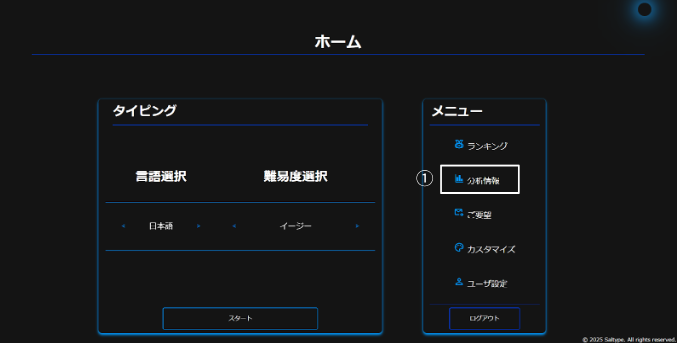 ホーム
タイピング
言語選択 難易度選択
日本語 イージー
スタート
メニュー
ランキング
① 分析情報
ご要望
カスタマイズ
ユーザ設定
ログアウト
© 2025 Saltype. All rights reserved.